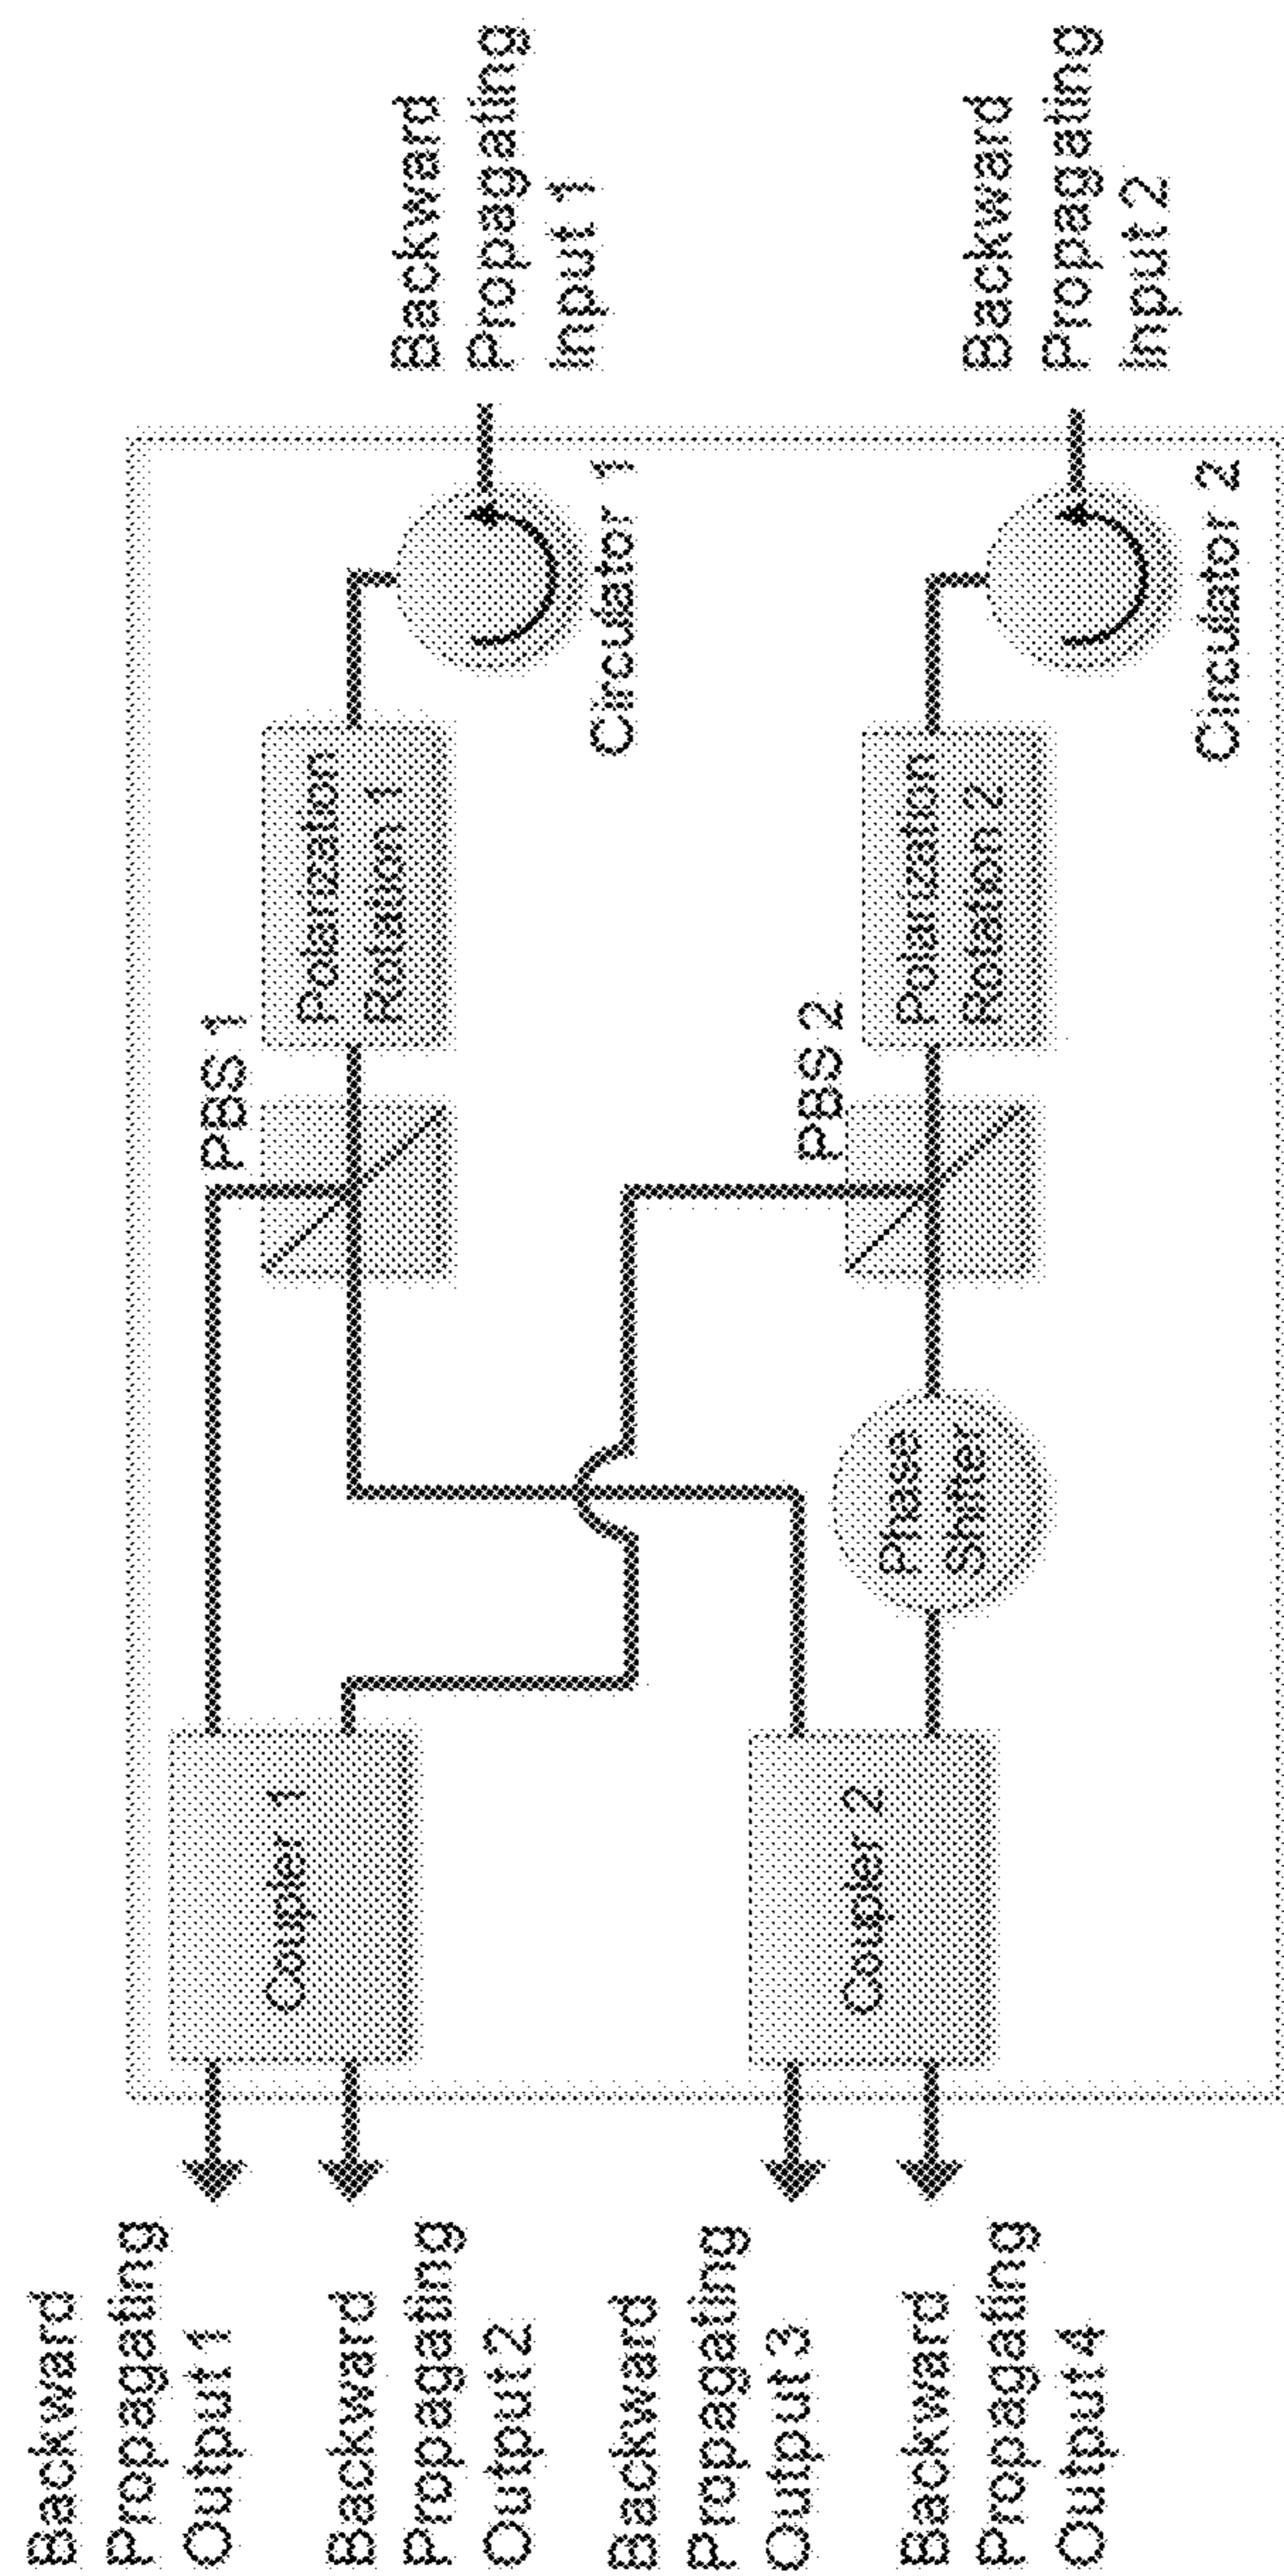 Backward
Propagating
Output 1
Backward
Propagating
Output 2
Backward
Propagating
Output 3
Backward
Propagating
Output 4
Coupler 1
Coupler 2
Phase
Shifter
PBS 1
PBS 2
Polarization
Rotation 1
Polarization
Rotation 2
Circulator 1
Circulator 2
Backward
Propagating
Input 1
Backward
Propagating
Input 2